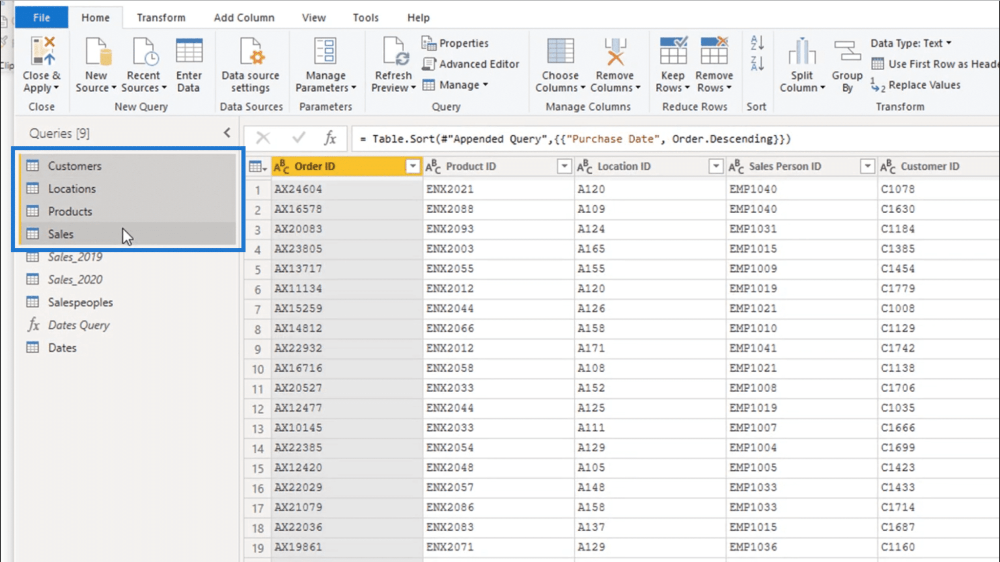 File Home Transform Add Column View Tools Help
Close & Apply
New Source
Recent Sources
Enter Data
Data source settings
Manage Parameters
Refresh Preview
Properties
Advanced Editor
Manage
Choose Columns
Remove Columns
Keep Rows
Remove Rows
A Z
Z A
Split Column
Group By
Data Type: Text
Use First Row as Heade
1 2 Replace Values
Clip
Close New Query Data Sources Parameters Query Manage Columns Reduce Rows Sort Transform
Queries [9]
fx = Table.Sort(#"Appended Query",{{"Purchase Date", Order.Descending}})
Customers
Locations
Products
Sales
Sales_2019
Sales_2020
Salespeoples
fx Dates Query
Dates
ABC Order ID ABC Product ID ABC Location ID ABC Sales Person ID ABC Customer ID
1 AX24604 ENX2021 A120 EMP1040 C1078
2 AX16578 ENX2088 A109 EMP1040 C1630
3 AX20083 ENX2093 A124 EMP1031 C1184
4 AX23805 ENX2003 A165 EMP1015 C1385
5 AX13717 ENX2055 A155 EMP1009 C1454
6 AX11134 ENX2012 A120 EMP1019 C1779
7 AX15259 ENX2044 A126 EMP1021 C1008
8 AX14812 ENX2066 A158 EMP1010 C1129
9 AX22932 ENX2012 A171 EMP1041 C1742
10 AX16716 ENX2058 A108 EMP1021 C1138
11 AX20527 ENX2033 A152 EMP1008 C1706
12 AX12477 ENX2044 A125 EMP1019 C1035
13 AX10145 ENX2033 A111 EMP1007 C1666
14 AX22385 ENX2054 A129 EMP1004 C1699
15 AX12420 ENX2048 A105 EMP1005 C1423
16 AX22029 ENX2057 A148 EMP1033 C1433
17 AX21079 ENX2086 A158 EMP1033 C1714
18 AX22036 ENX2083 A137 EMP1015 C1687
19 AX19861 ENX2071 A129 EMP1036 C1160